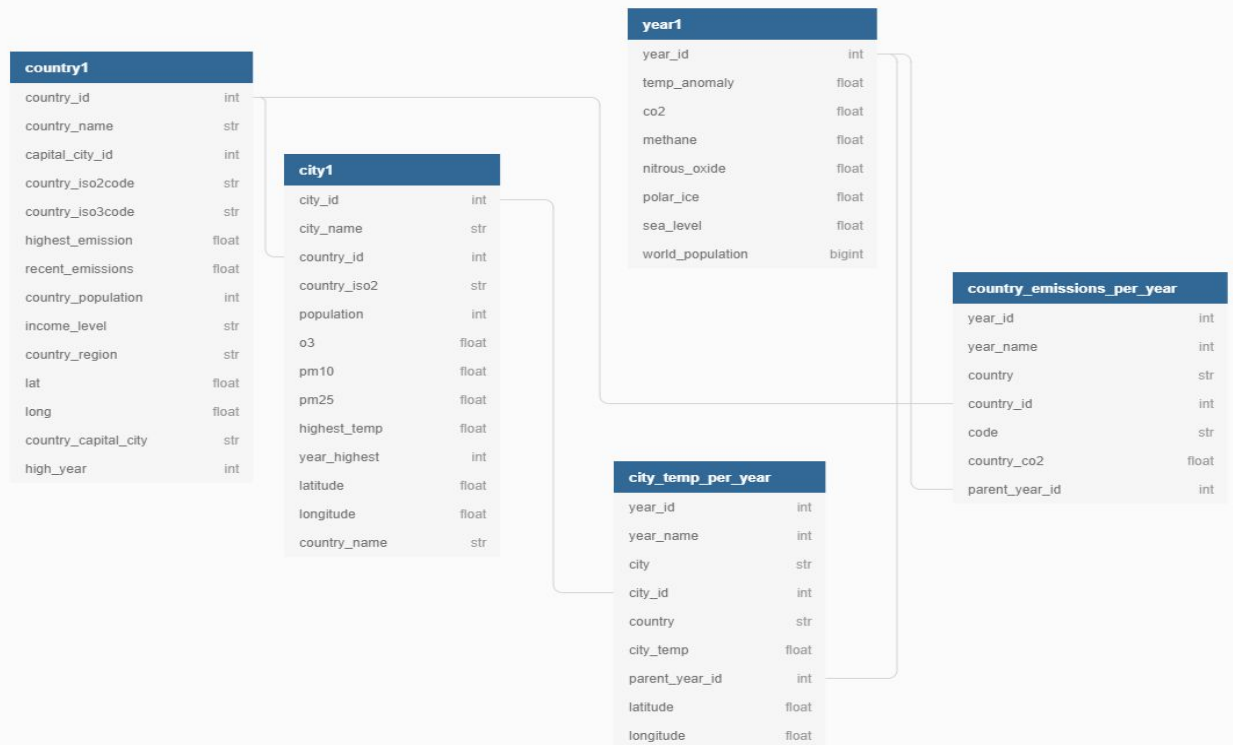 country1
country_id int
country_name str
capital_city_id int
country_iso2code str
country_iso3code str
highest_emission float
recent_emissions float
country_population int
income_level str
country_region str
lat float
long float
country_capital_city str
high_year int
city1
city_id int
city_name str
country_id int
country_iso2 str
population int
o3 float
pm10 float
pm25 float
highest_temp float
year_highest int
latitude float
longitude float
country_name str
year1
year_id int
temp_anomaly float
co2 float
methane float
nitrous_oxide float
polar_ice float
sea_level float
world_population bigint
city_temp_per_year
year_id int
year_name int
city str
city_id int
country str
city_temp float
parent_year_id int
latitude float
longitude float
country_emissions_per_year
year_id int
year_name int
country str
country_id int
code str
country_co2 float
parent_year_id int